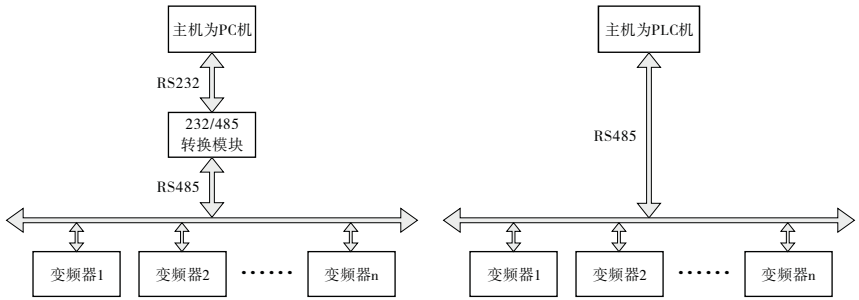 主机为PC机
RS232
232/485
转换模块
RS485
变频器1
变频器2
······
变频器n
主机为PLC机
RS485
变频器1
变频器2
······
变频器n